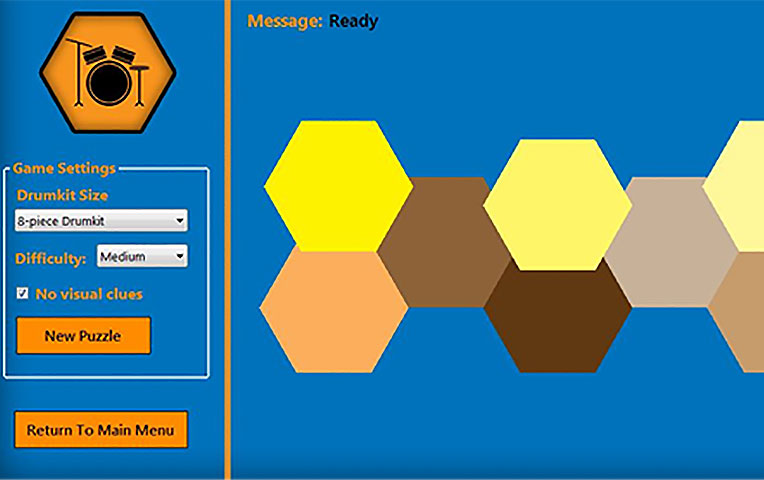 Message: Ready
Game Settings
Drumkit Size
8-piece Drumkit
Difficulty: Medium
No visual clues
New Puzzle
Return To Main Menu